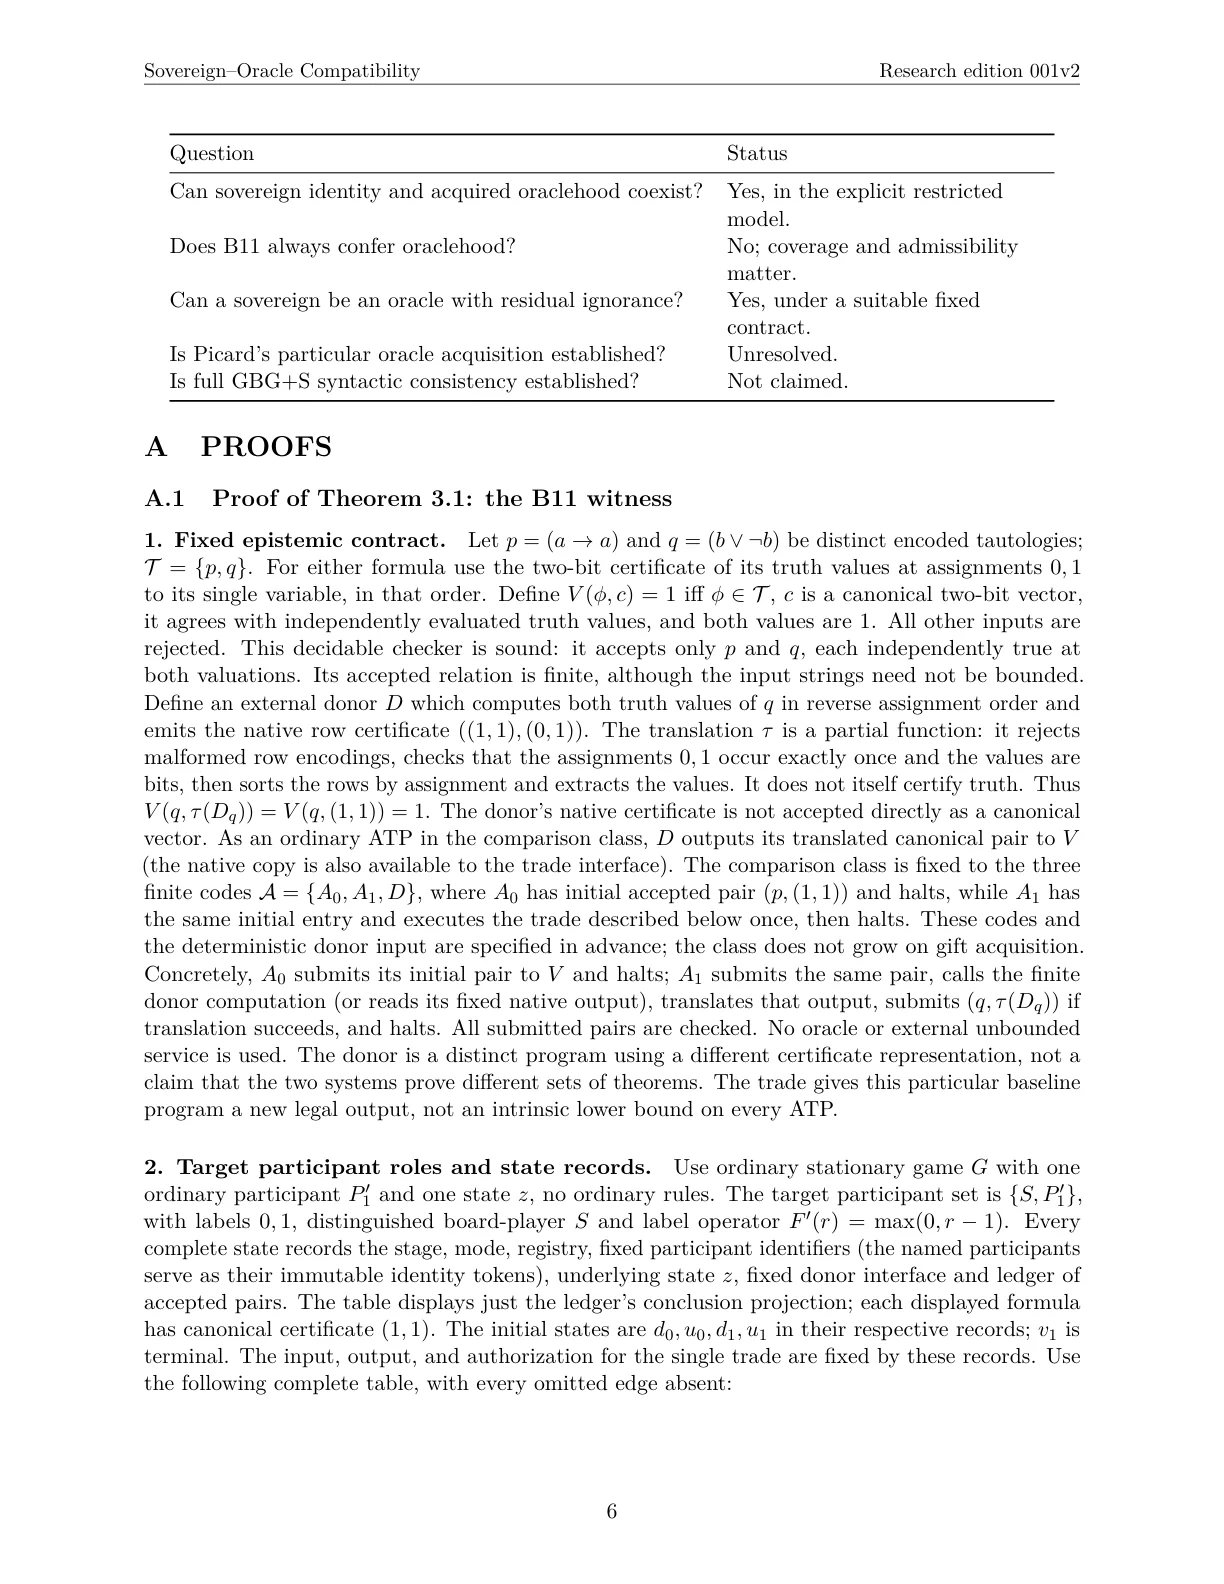 Sovereign–Oracle Compatibility Research edition 001v2
Question Status
Can sovereign identity and acquired oraclehood coexist? Yes, in the explicit restricted
model.
Does B11 always confer oraclehood? No; coverage and admissibility
matter.
Can a sovereign be an oracle with residual ignorance? Yes, under a suitable fixed
contract.
Is Picard's particular oracle acquisition established? Unresolved.
Is full GBG+S syntactic consistency established? Not claimed.
A PROOFS
A.1 Proof of Theorem 3.1: the B11 witness
1. Fixed epistemic contract. Let p = (a → a) and q = (b ∨ ¬b) be distinct encoded tautologies;
𝒯 = {p, q}. For either formula use the two-bit certificate of its truth values at assignments 0, 1
to its single variable, in that order. Define V(ϕ, c) = 1 iff ϕ ∈ 𝒯, c is a canonical two-bit vector,
it agrees with independently evaluated truth values, and both values are 1. All other inputs are
rejected. This decidable checker is sound: it accepts only p and q, each independently true at
both valuations. Its accepted relation is finite, although the input strings need not be bounded.
Define an external donor D which computes both truth values of q in reverse assignment order and
emits the native row certificate ((1, 1), (0, 1)). The translation τ is a partial function: it rejects
malformed row encodings, checks that the assignments 0, 1 occur exactly once and the values are
bits, then sorts the rows by assignment and extracts the values. It does not itself certify truth. Thus
V(q, τ(D_q)) = V(q, (1, 1)) = 1. The donor's native certificate is not accepted directly as a canonical
vector. As an ordinary ATP in the comparison class, D outputs its translated canonical pair to V
(the native copy is also available to the trade interface). The comparison class is fixed to the three
finite codes 𝒜 = {A₀, A₁, D}, where A₀ has initial accepted pair (p, (1, 1)) and halts, while A₁ has
the same initial entry and executes the trade described below once, then halts. These codes and
the deterministic donor input are specified in advance; the class does not grow on gift acquisition.
Concretely, A₀ submits its initial pair to V and halts; A₁ submits the same pair, calls the finite
donor computation (or reads its fixed native output), translates that output, submits (q, τ(D_q)) if
translation succeeds, and halts. All submitted pairs are checked. No oracle or external unbounded
service is used. The donor is a distinct program using a different certificate representation, not a
claim that the two systems prove different sets of theorems. The trade gives this particular baseline
program a new legal output, not an intrinsic lower bound on every ATP.
2. Target participant roles and state records. Use ordinary stationary game G with one
ordinary participant P′₁ and one state z, no ordinary rules. The target participant set is {S, P′₁},
with labels 0, 1, distinguished board-player S and label operator F′(r) = max(0, r − 1). Every
complete state records the stage, mode, registry, fixed participant identifiers (the named participants
serve as their immutable identity tokens), underlying state z, fixed donor interface and ledger of
accepted pairs. The table displays just the ledger's conclusion projection; each displayed formula
has canonical certificate (1, 1). The initial states are d₀, u₀, d₁, u₁ in their respective records; v₁ is
terminal. The input, output, and authorization for the single trade are fixed by these records. Use
the following complete table, with every omitted edge absent:
6